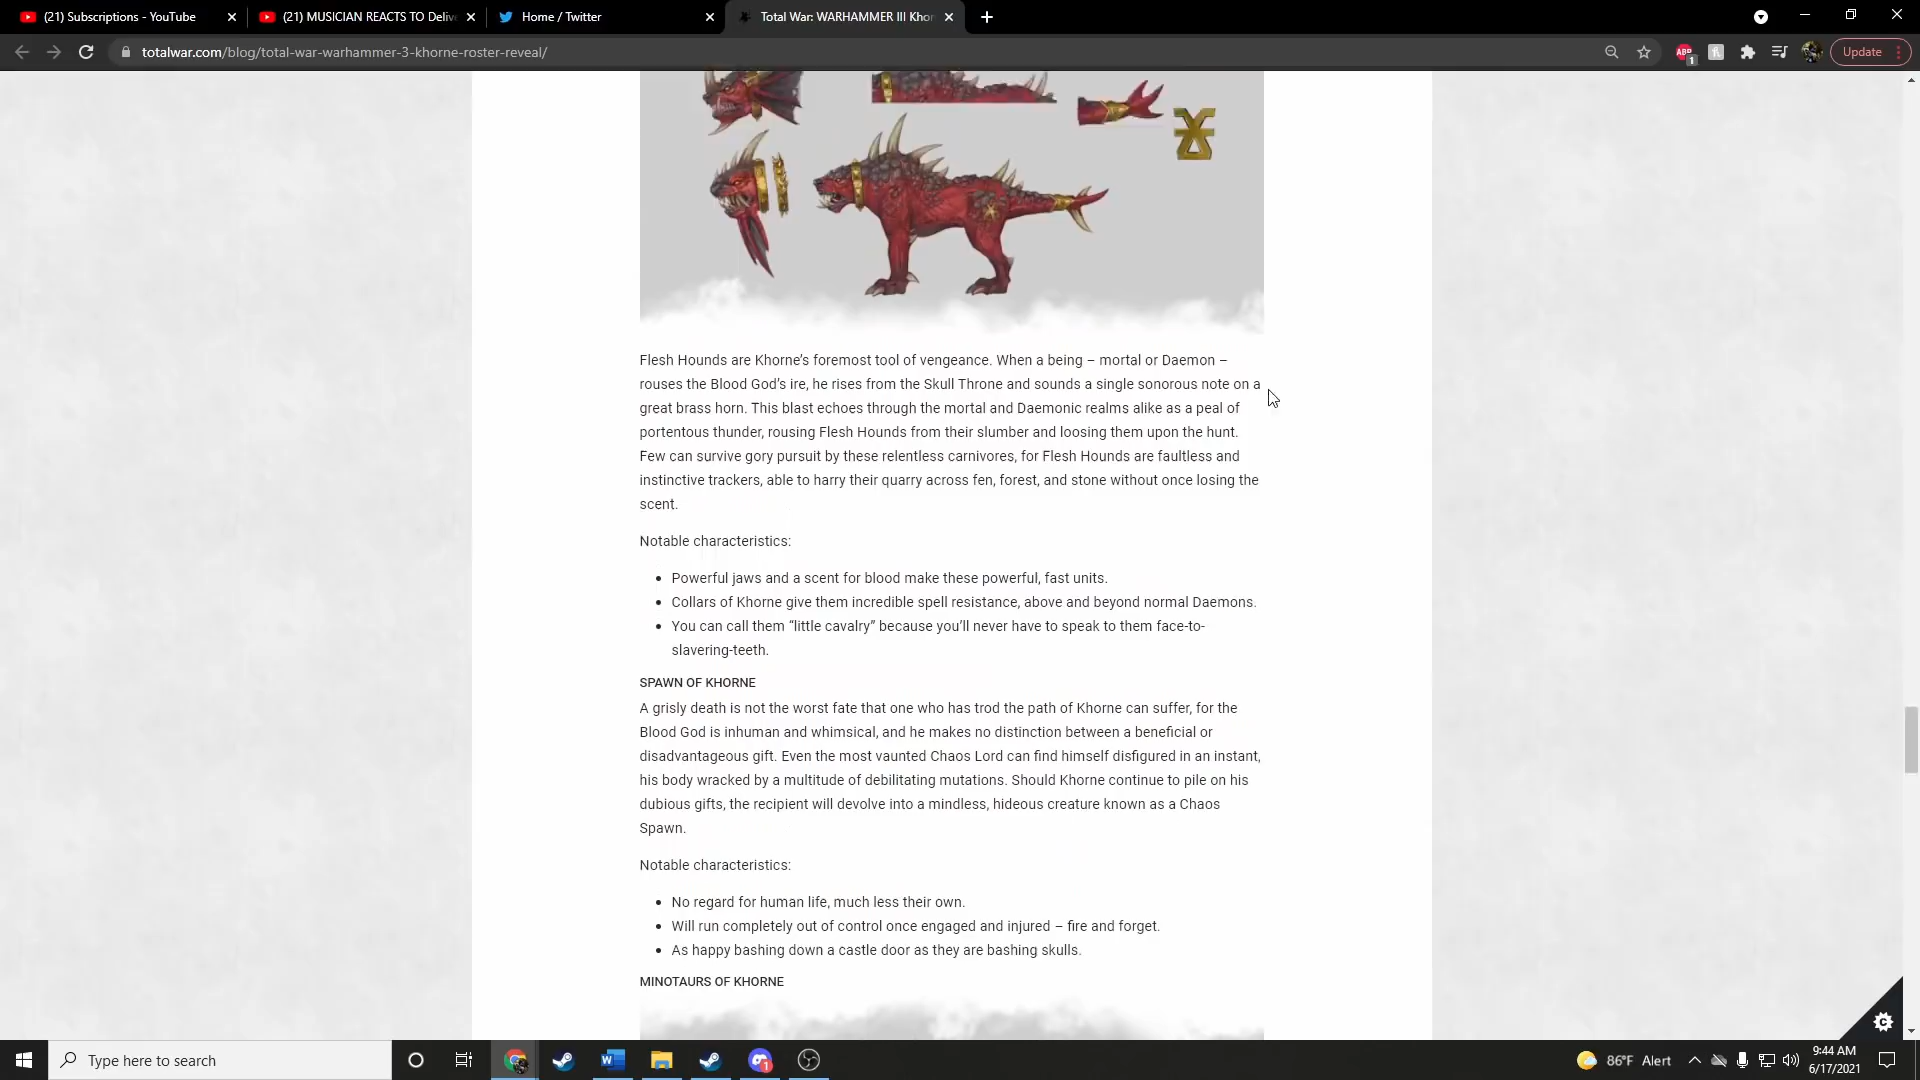 (21) Subscriptions - YouTube
(21) MUSICIAN REACTS TO Deliv
Home / Twitter
Total War: WARHAMMER III Khor
totalwar.com/blog/total-war-warhammer-3-khorne-roster-reveal/
ABP
1
Update
Flesh Hounds are Khorne’s foremost tool of vengeance. When a being – mortal or Daemon –
rouses the Blood God’s ire, he rises from the Skull Throne and sounds a single sonorous note on a
great brass horn. This blast echoes through the mortal and Daemonic realms alike as a peal of
portentous thunder, rousing Flesh Hounds from their slumber and loosing them upon the hunt.
Few can survive gory pursuit by these relentless carnivores, for Flesh Hounds are faultless and
instinctive trackers, able to harry their quarry across fen, forest, and stone without once losing the
scent.
Notable characteristics:
• Powerful jaws and a scent for blood make these powerful, fast units.
• Collars of Khorne give them incredible spell resistance, above and beyond normal Daemons.
• You can call them “little cavalry” because you’ll never have to speak to them face-to-
slavering-teeth.
SPAWN OF KHORNE
A grisly death is not the worst fate that one who has trod the path of Khorne can suffer, for the
Blood God is inhuman and whimsical, and he makes no distinction between a beneficial or
disadvantageous gift. Even the most vaunted Chaos Lord can find himself disfigured in an instant,
his body wracked by a multitude of debilitating mutations. Should Khorne continue to pile on his
dubious gifts, the recipient will devolve into a mindless, hideous creature known as a Chaos
Spawn.
Notable characteristics:
• No regard for human life, much less their own.
• Will run completely out of control once engaged and injured – fire and forget.
• As happy bashing down a castle door as they are bashing skulls.
MINOTAURS OF KHORNE
Type here to search
86°F Alert
9:44 AM
6/17/2021